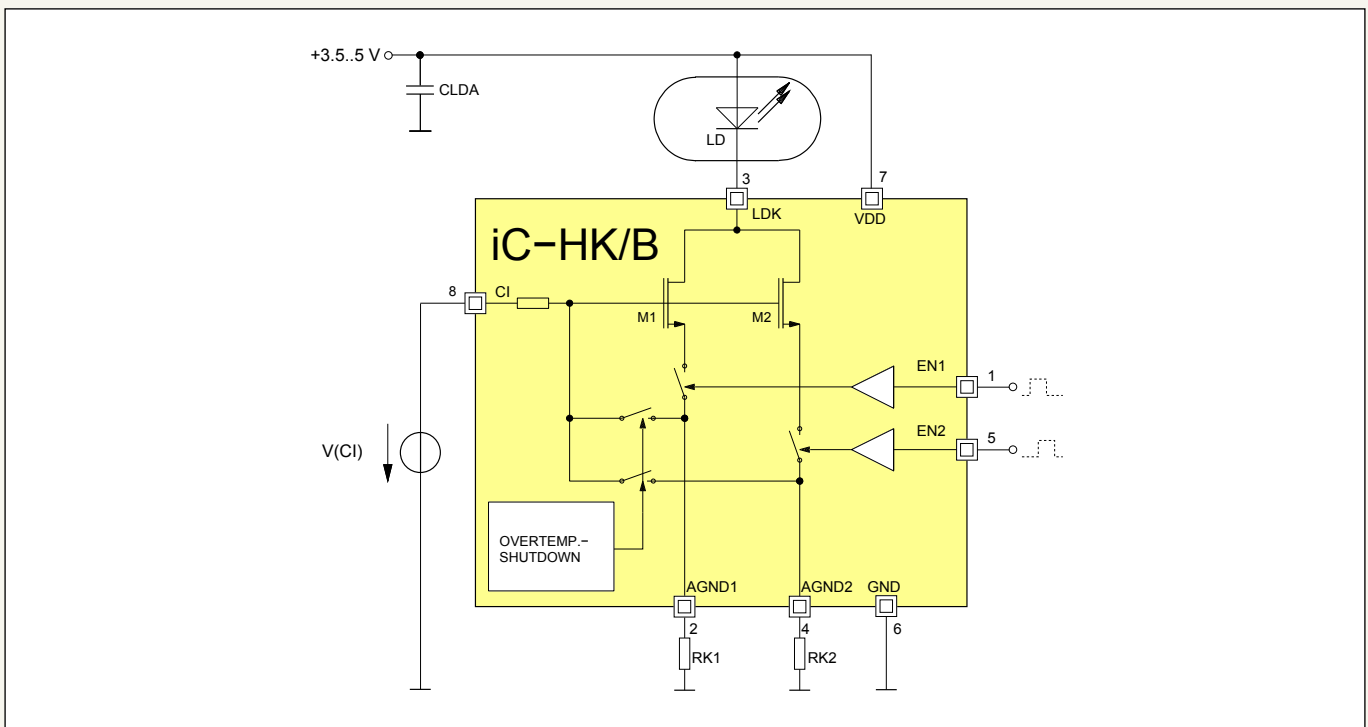 +3.5..5 V
CLDA
LD
3
7
LDK
VDD
iC−HK/B
8
CI
M1
M2
EN1
1
EN2
5
V(CI)
OVERTEMP.−
SHUTDOWN
AGND1
AGND2
GND
2
4
6
RK1
RK2